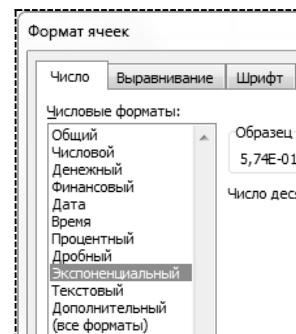 Формат ячеек
Число Выравнивание Шрифт
Числовые форматы:
Общий
Числовой
Денежный
Финансовый
Дата
Время
Процентный
Дробный
Экспоненциальный
Текстовый
Дополнительный
(все форматы)
Образец
5,74E-01
Число